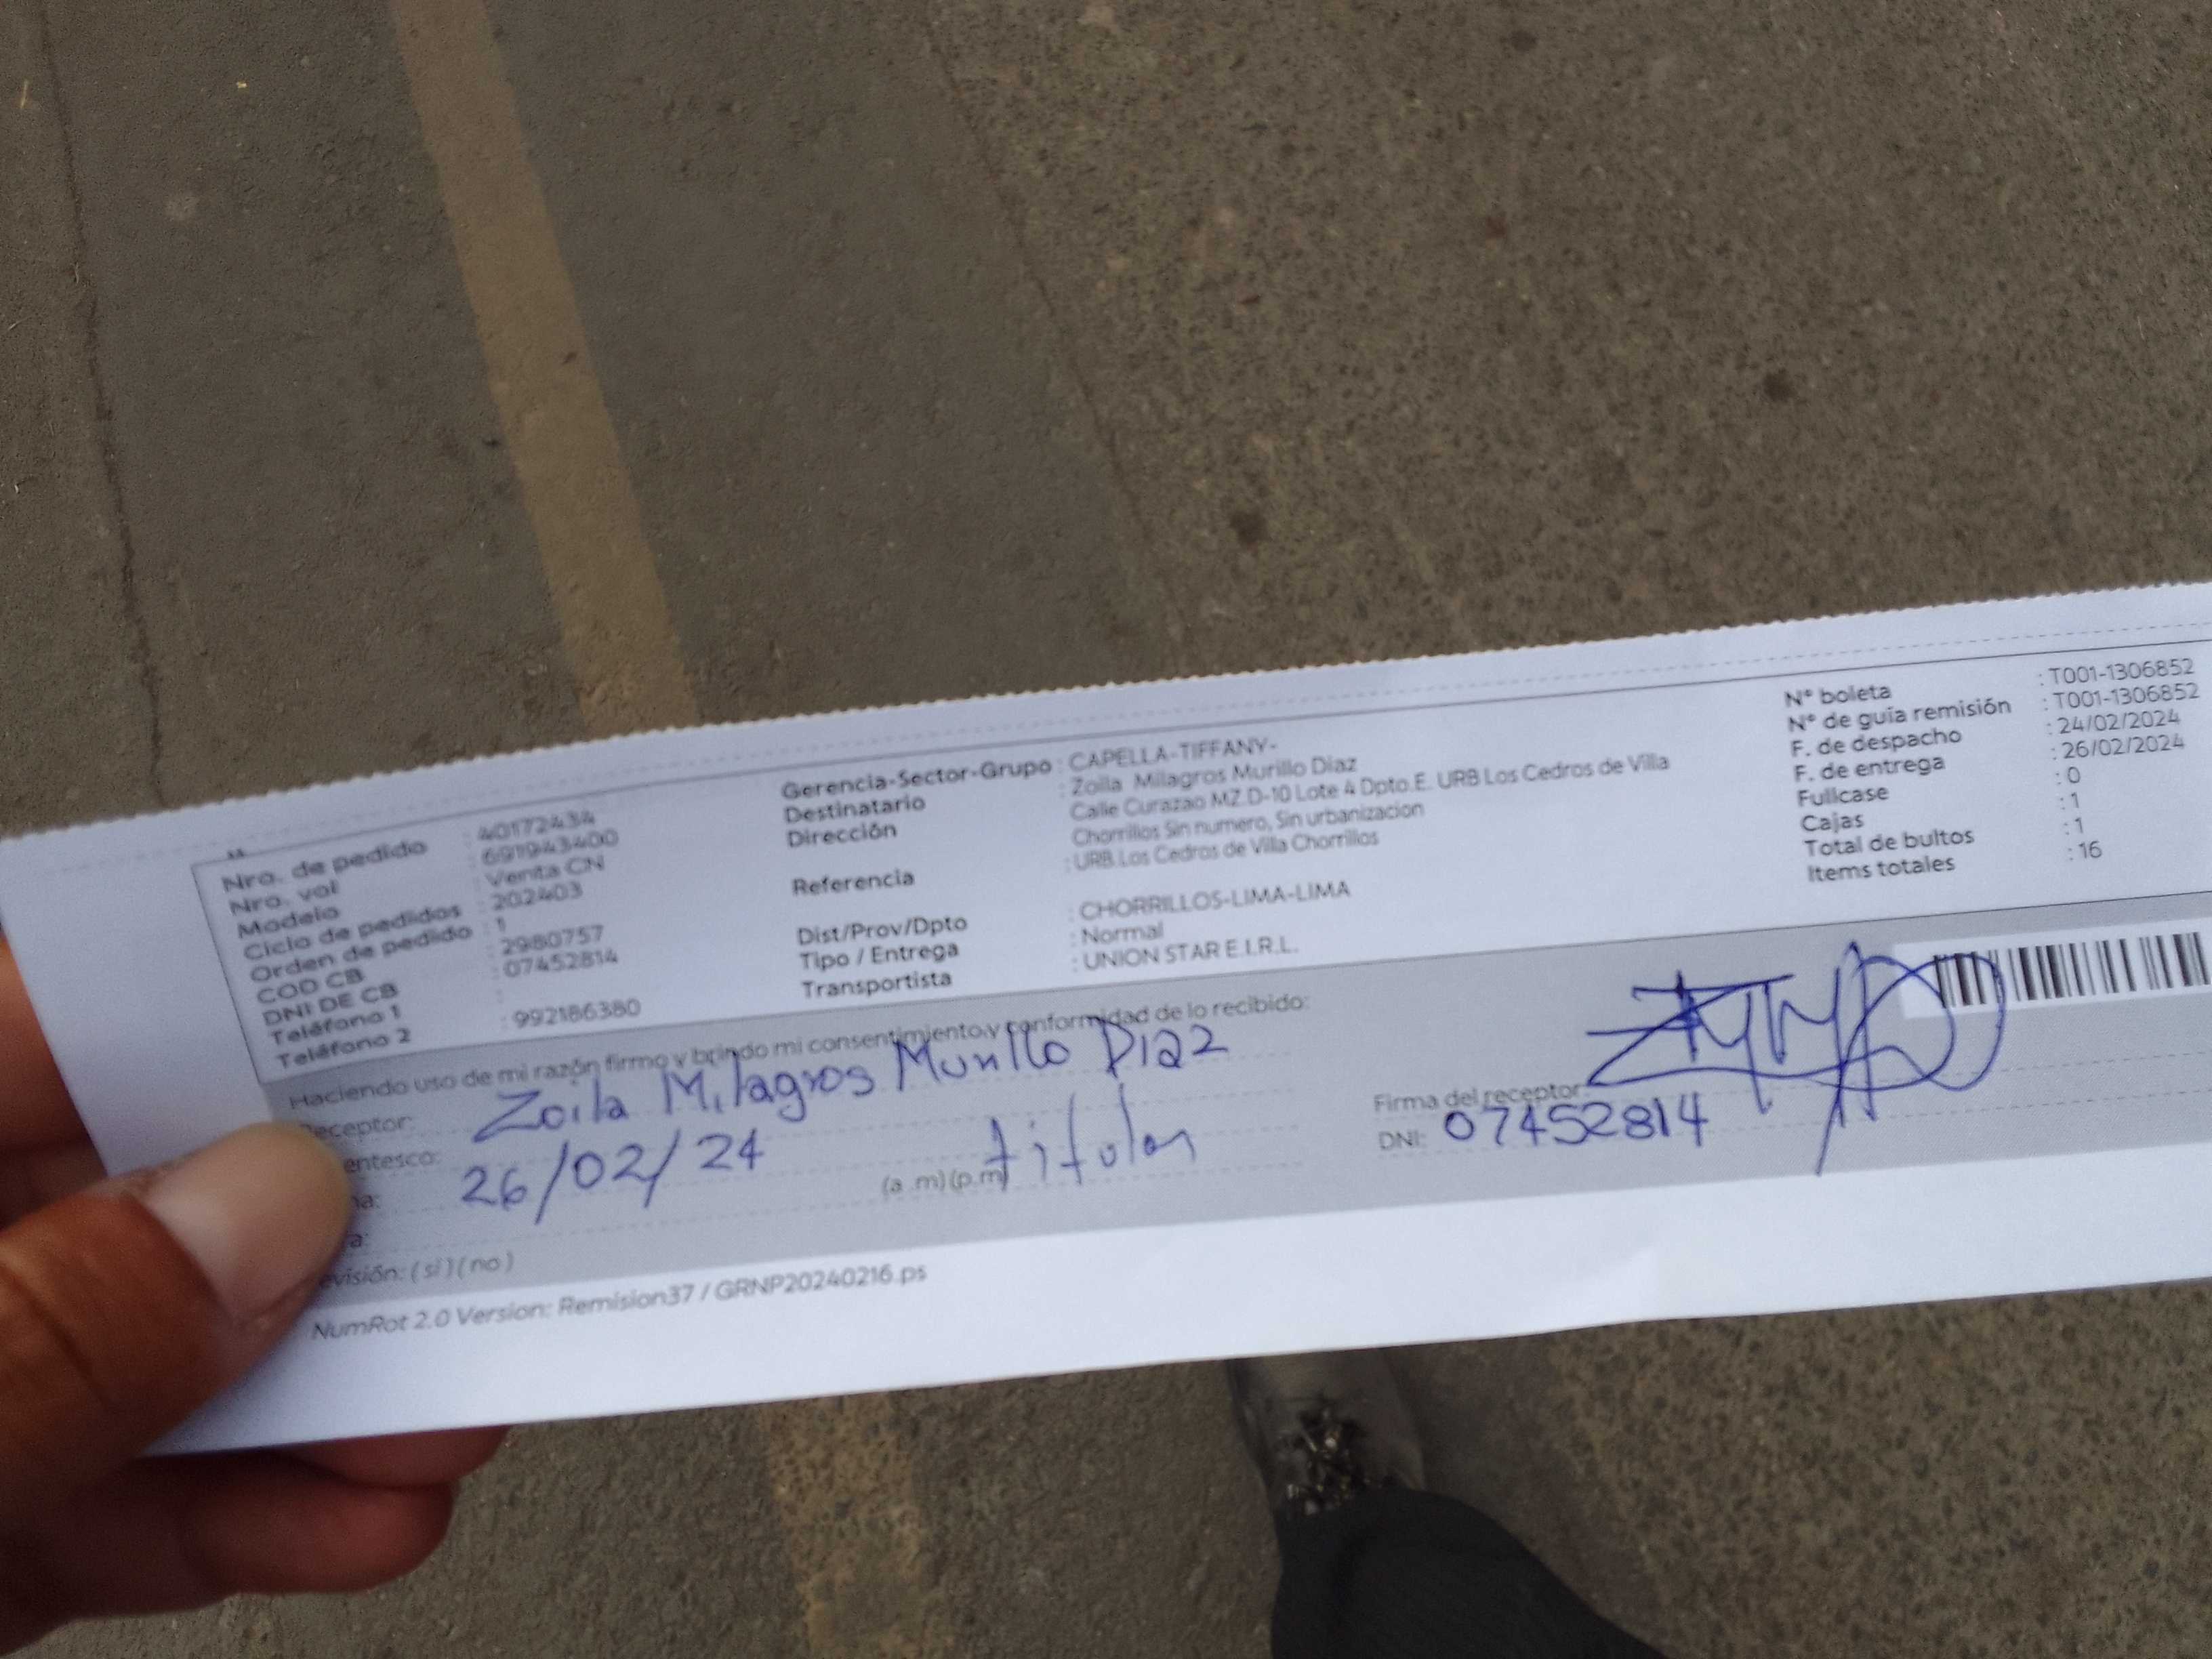 Nro. de pedido : 40172434
Nro. vol : 691943400
Modelo : Venta CN
Ciclo de pedidos : 202403
Orden de pedido : 1
COD CB : 2980757
DNI DE CB : 07452814
Teléfono 1 :
Teléfono 2 : 992186380
Gerencia-Sector-Grupo : CAPELLA-TIFFANY-
Destinatario : Zoila Milagros Murillo Diaz
Dirección Calle Curazao MZ.D-10 Lote 4 Dpto.E. URB Los Cedros de Villa
Chorrillos Sin numero, Sin urbanizacion
Referencia : URB.Los Cedros de Villa Chorrillos
Dist/Prov/Dpto : CHORRILLOS-LIMA-LIMA
Tipo / Entrega : Normal
Transportista : UNION STAR E.I.R.L.
N° boleta : T001-1306852
N° de guía remisión : T001-1306852
F. de despacho : 24/02/2024
F. de entrega : 26/02/2024
Fullcase : 0
Cajas : 1
Total de bultos : 1
Items totales : 16
Haciendo uso de mi razón firmo y brindo mi consentimiento y conformidad de lo recibido:
Receptor: Zoila Milagros Murillo Diaz
entesco:
ha: 26/02/24 titular
a: (a .m) (p.m)
evisión: ( sí ) ( no )
Firma del receptor
DNI: 07452814
NumRot 2.0 Version: Remision37 / GRNP20240216.ps